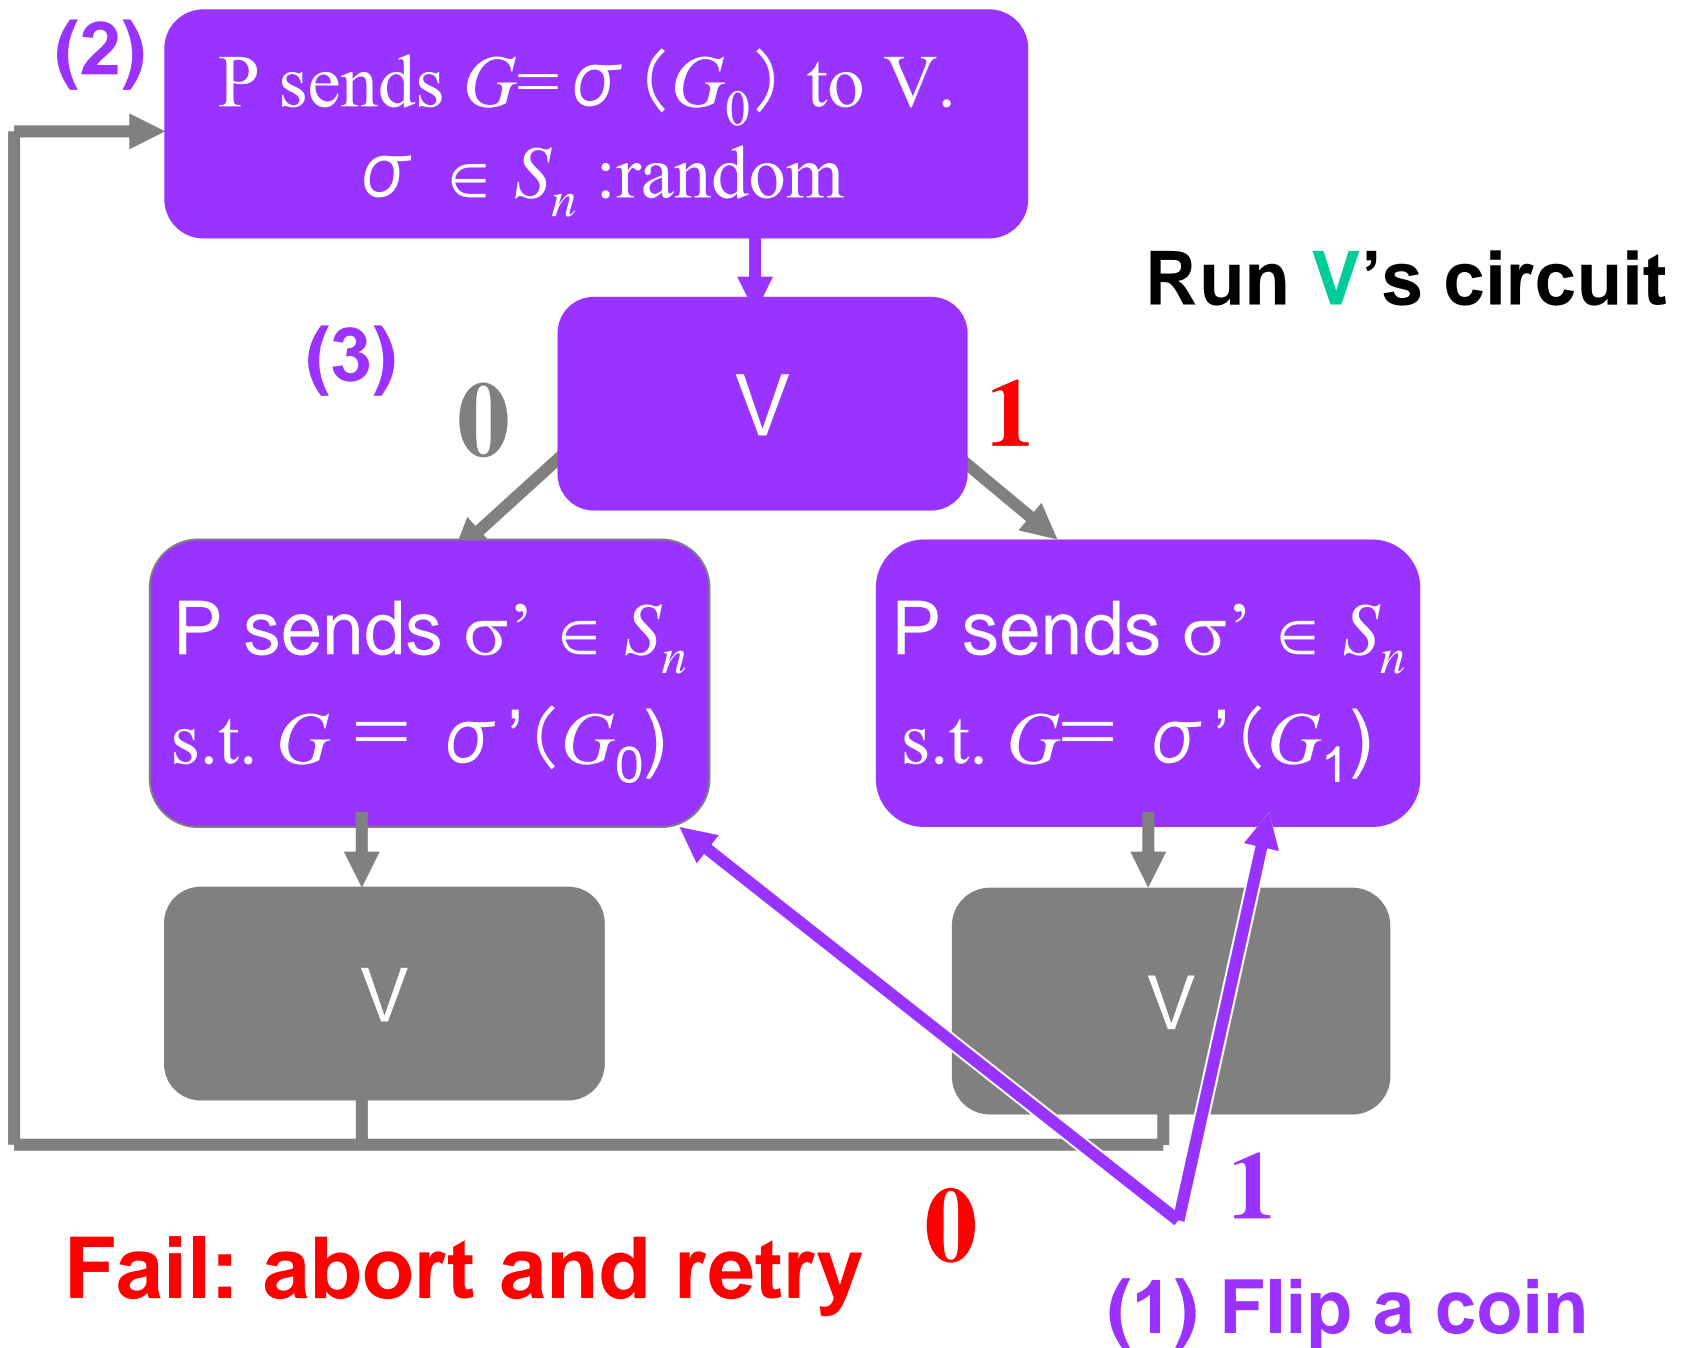 (2)
P sends G=σ（G₀）to V.
σ ∈ Sₙ :random
Run V’s circuit
(3)
0
V
1
P sends σ’ ∈ Sₙ
s.t. G＝ σ’（G₀)
P sends σ’ ∈ Sₙ
s.t. G= σ’（G₁)
V
V
0
1
Fail: abort and retry
(1) Flip a coin